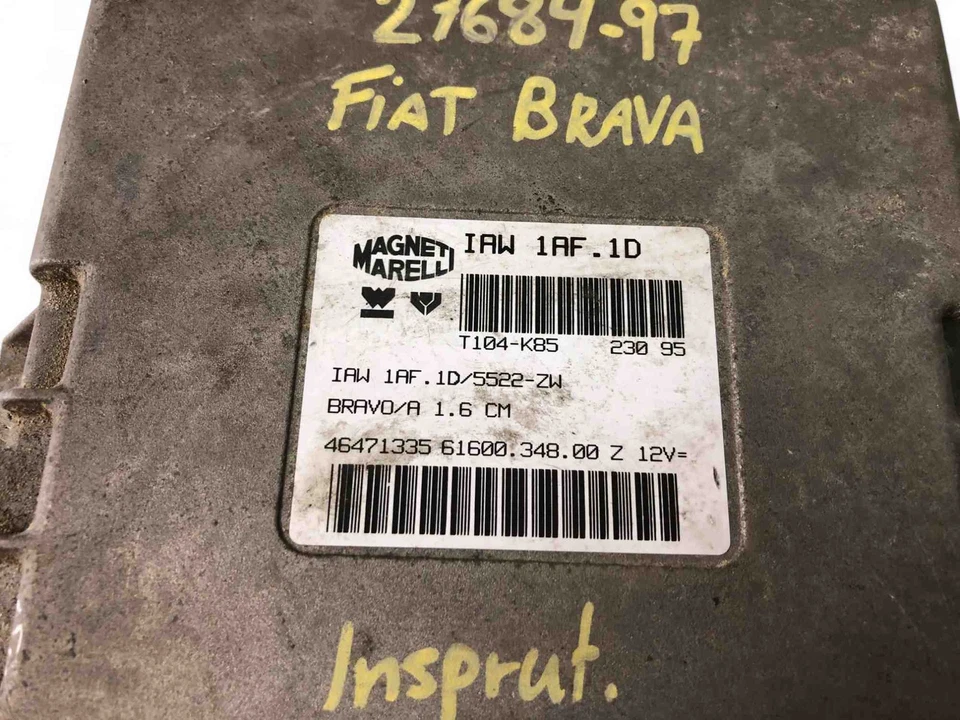 27684-97
FiAT BRAVA
MAGNETI
MARELLI
IAW 1AF.1D
T104-K85 230 95
IAW 1AF.1D/5522-ZW
BRAVO/A 1.6 CM
46471335 61600.348.00 Z 12V=
Insprut.